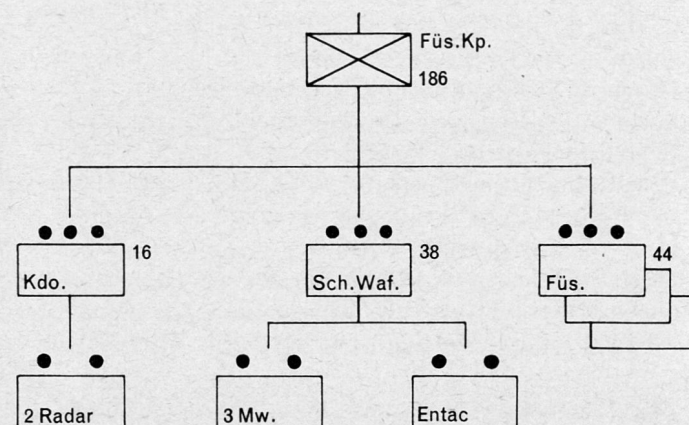 Füs.Kp.
186
16
38
44
Kdo.
Sch.Waf.
Füs.
2 Radar
3 Mw.
Entac